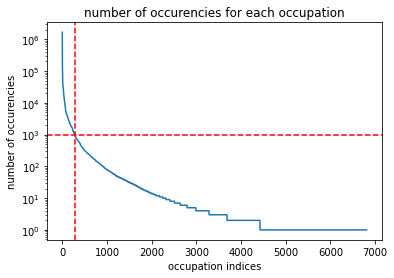 number of occurencies for each occupation
number of occurencies
10⁶
10⁵
10⁴
10³
10²
10¹
10⁰
0 1000 2000 3000 4000 5000 6000 7000
occupation indices